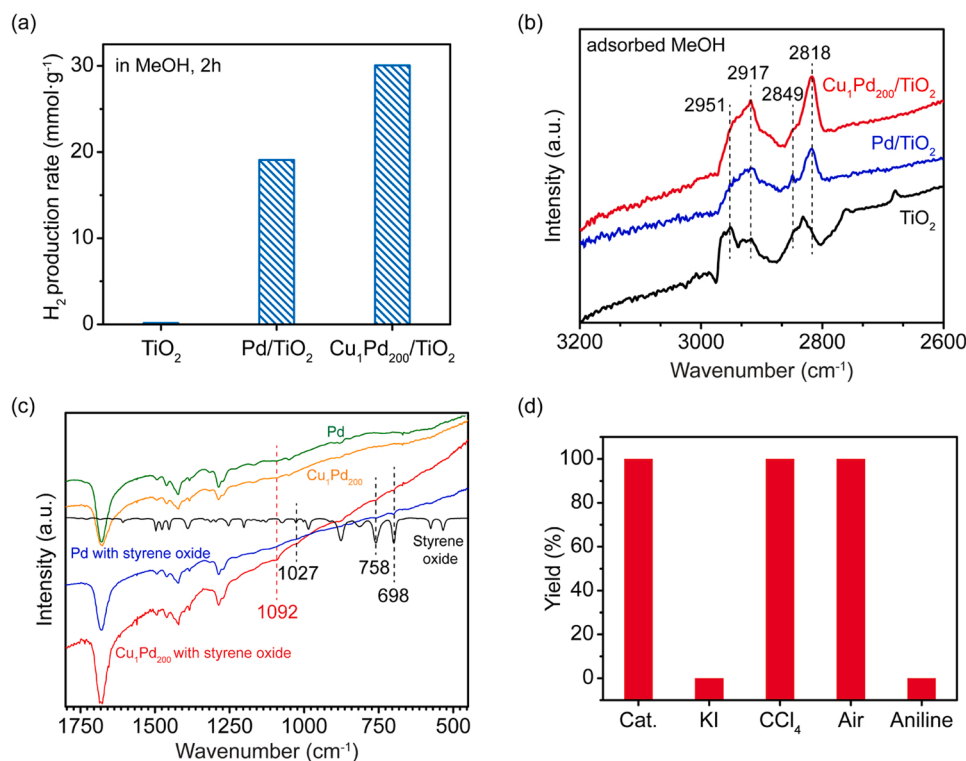 (a)
H₂ production rate (mmol·g⁻¹)
30
20
10
0
in MeOH, 2h
TiO₂
Pd/TiO₂
Cu₁Pd₂₀₀/TiO₂
(b)
Intensity (a.u.)
adsorbed MeOH
2818
2917
2951
2849
Cu₁Pd₂₀₀/TiO₂
Pd/TiO₂
TiO₂
3200
3000
2800
2600
Wavenumber (cm⁻¹)
(c)
Intensity (a.u.)
Pd
Cu₁Pd₂₀₀
Styrene
oxide
Pd with styrene oxide
1027
758
698
1092
Cu₁Pd₂₀₀ with styrene oxide
1800
1500
1250
1000
750
450
Wavenumber (cm⁻¹)
(d)
Yield (%)
100
80
60
40
20
0
Cat.
KI
CCl₄
Air
Aniline